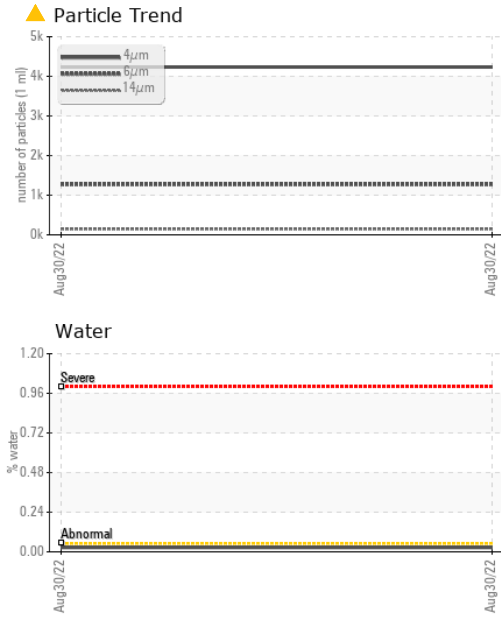 Particle Trend
number of particles (1 ml)
5k
4k
3k
2k
1k
0k
4µm
6µm
14µm
Aug30/22
Aug30/22
Water
% water
1.20
0.96
0.72
0.48
0.24
0.00
Severe
Abnormal
Aug30/22
Aug30/22